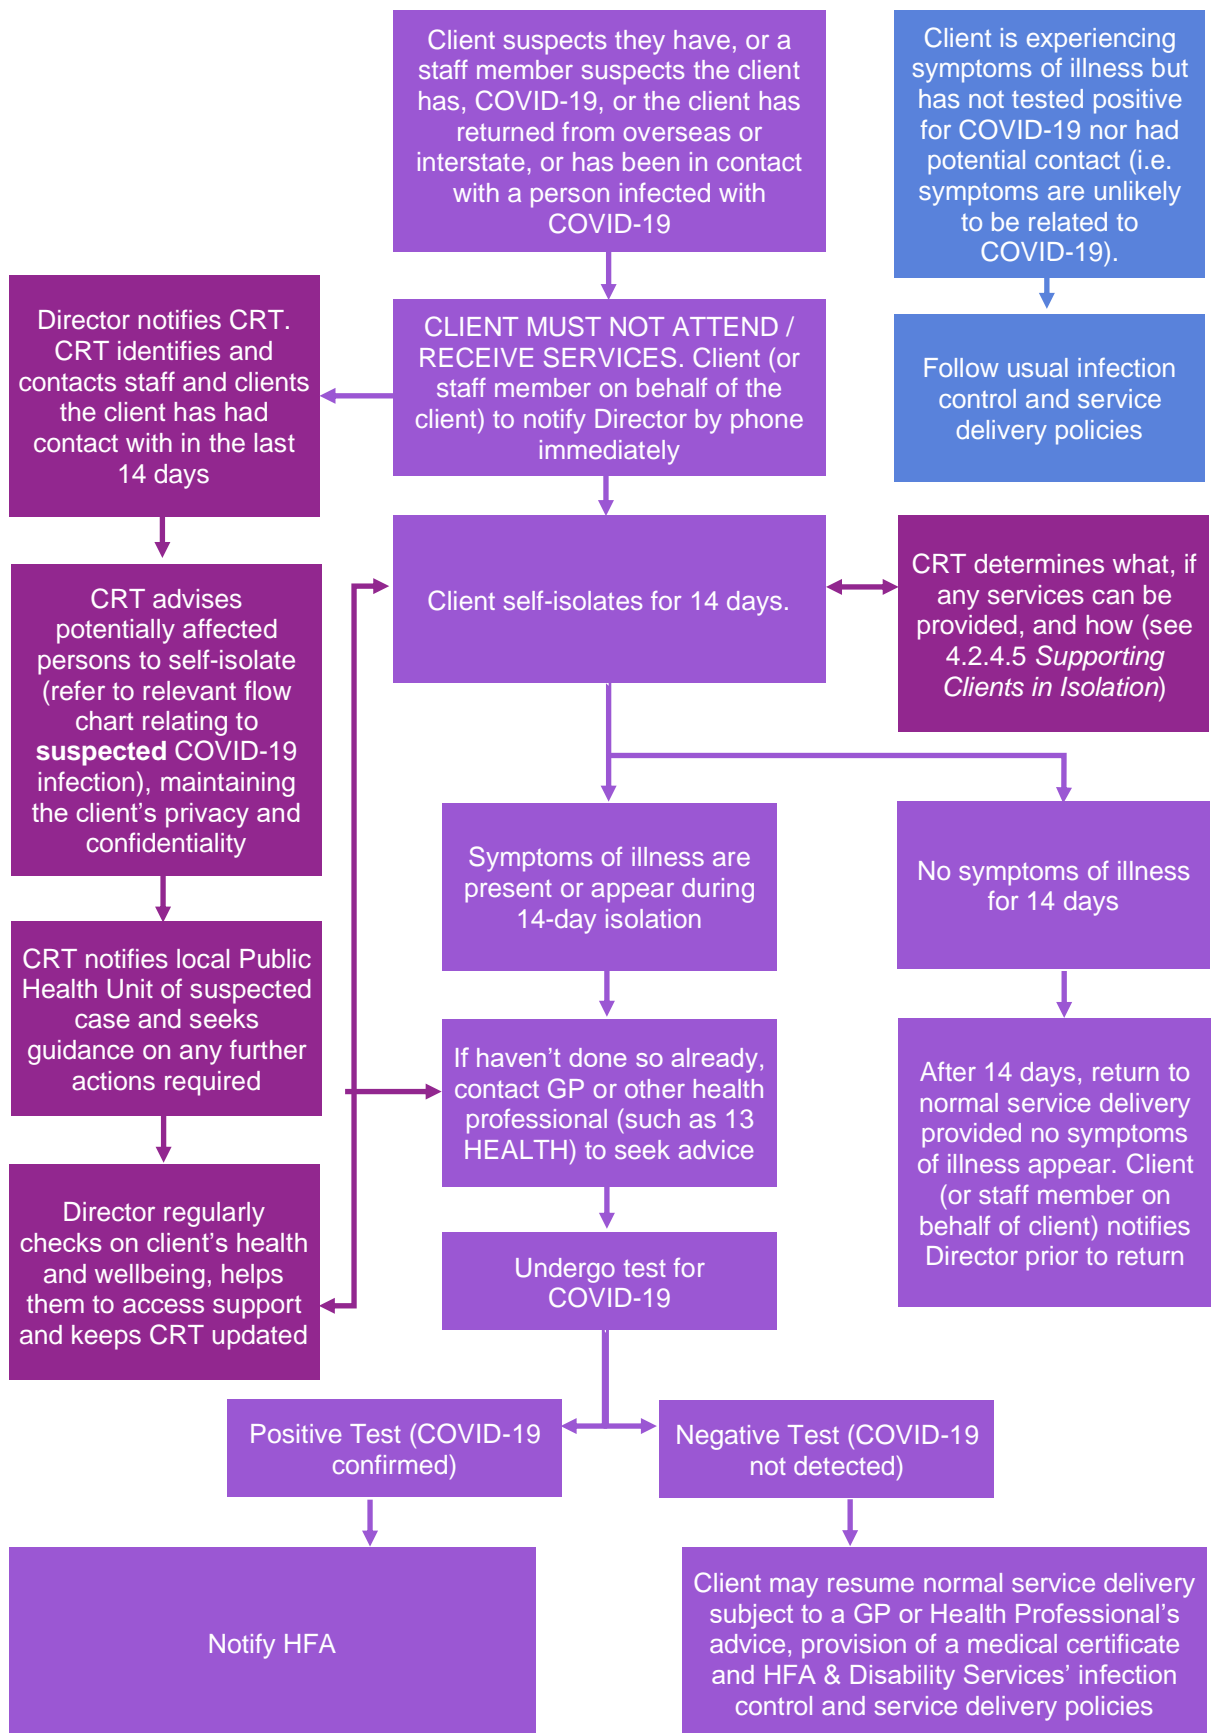 Client suspects they have, or a
staff member suspects the client
has, COVID-19, or the client has
returned from overseas or
interstate, or has been in contact
with a person infected with
COVID-19
Client is experiencing
symptoms of illness but
has not tested positive
for COVID-19 nor had
potential contact (i.e.
symptoms are unlikely
to be related to
COVID-19).
Director notifies CRT.
CRT identifies and
contacts staff and clients
the client has had
contact with in the last
14 days
CLIENT MUST NOT ATTEND /
RECEIVE SERVICES. Client (or
staff member on behalf of the
client) to notify Director by phone
immediately
Follow usual infection
control and service
delivery policies
CRT advises
potentially affected
persons to self-isolate
(refer to relevant flow
chart relating to
suspected COVID-19
infection), maintaining
the client’s privacy and
confidentiality
Client self-isolates for 14 days.
CRT determines what, if
any services can be
provided, and how (see
4.2.4.5 Supporting
Clients in Isolation)
Symptoms of illness are
present or appear during
14-day isolation
No symptoms of illness
for 14 days
CRT notifies local Public
Health Unit of suspected
case and seeks
guidance on any further
actions required
If haven’t done so already,
contact GP or other health
professional (such as 13
HEALTH) to seek advice
After 14 days, return to
normal service delivery
provided no symptoms
of illness appear. Client
(or staff member on
behalf of client) notifies
Director prior to return
Director regularly
checks on client’s health
and wellbeing, helps
them to access support
and keeps CRT updated
Undergo test for
COVID-19
Positive Test (COVID-19
confirmed)
Negative Test (COVID-19
not detected)
Notify HFA
Client may resume normal service delivery
subject to a GP or Health Professional’s
advice, provision of a medical certificate
and HFA & Disability Services’ infection
control and service delivery policies